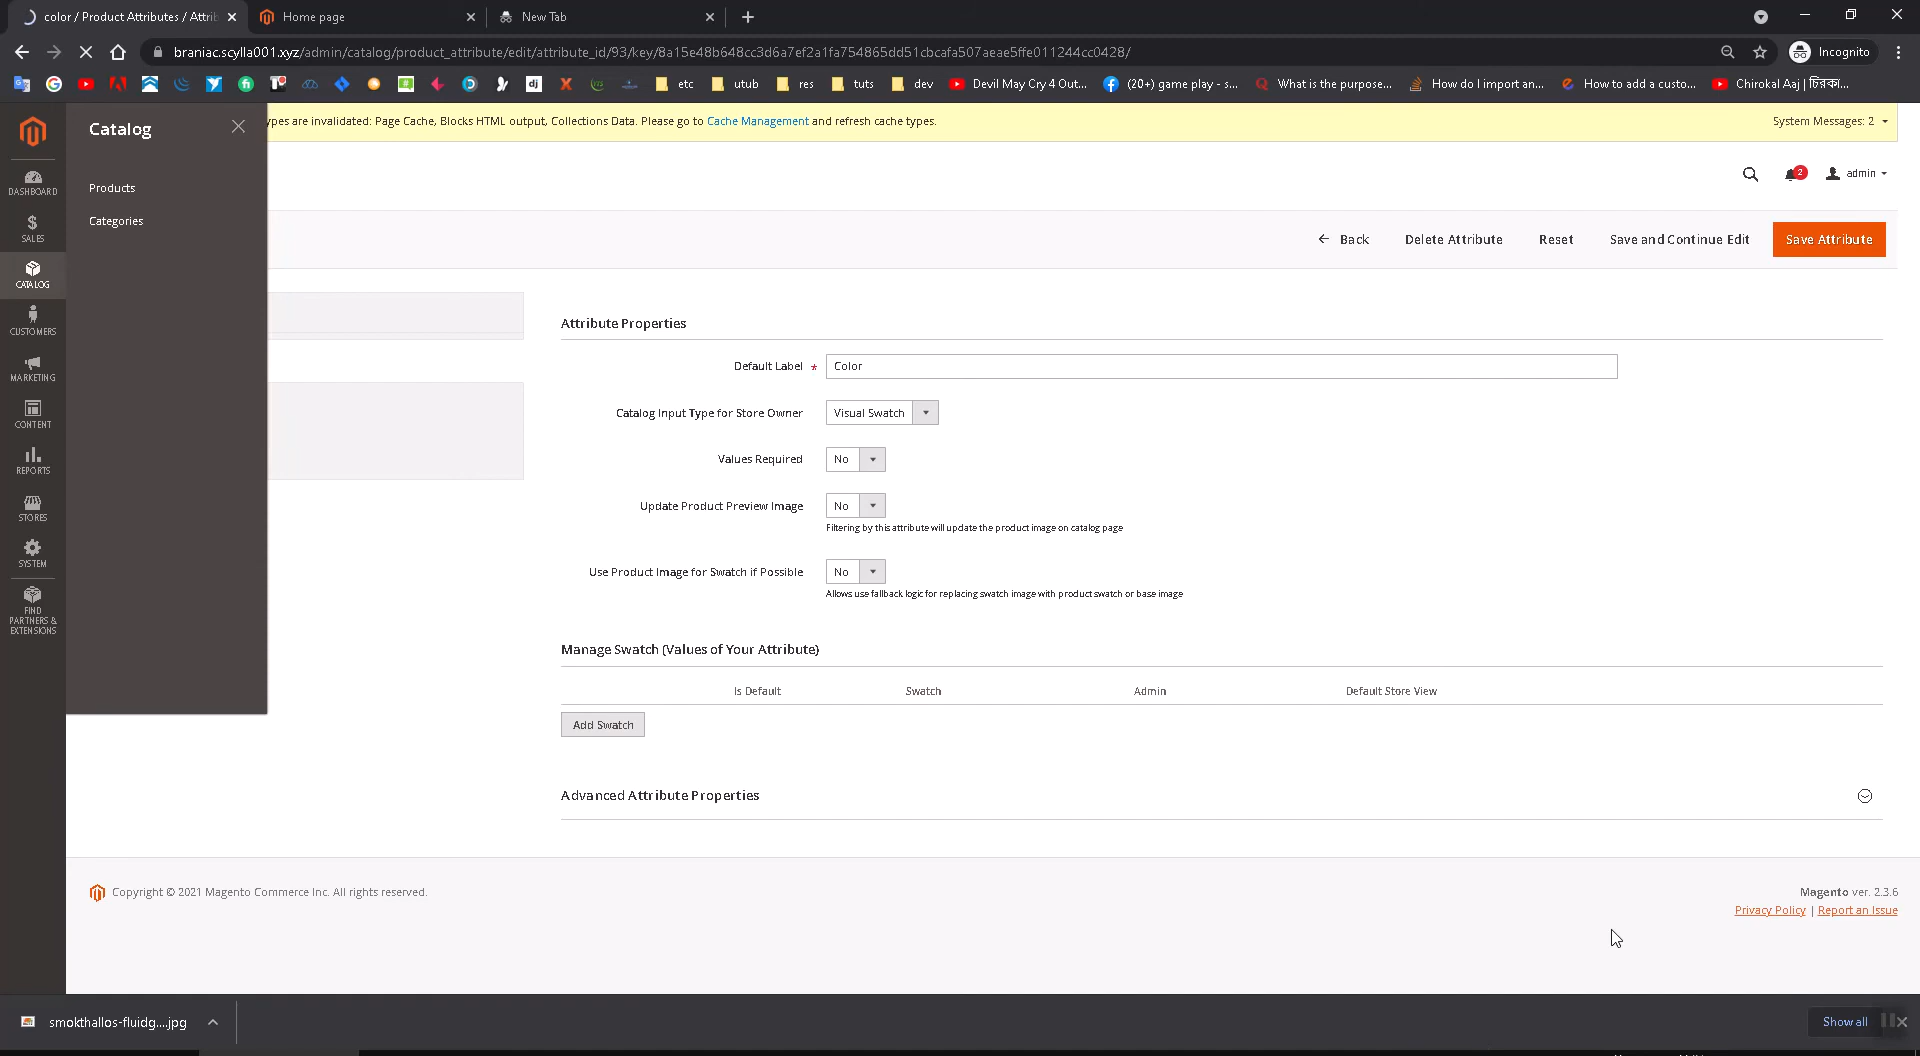 color / Product Attributes / Attrib
Home page
New Tab
braniac.scylla001.xyz/admin/catalog/product_attribute/edit/attribute_id/93/key/8a15e48b648cc3d6a7ef2a1fa754865dd51cbcafa507aeae5ffe011244cc0428/
Incognito
etc
utub
res
tuts
dev
Devil May Cry 4 Out...
(20+) game play - s...
What is the purpose...
How do I import an...
How to add a custo...
Chirokal Aaj | চিরকা...
Catalog
ypes are invalidated: Page Cache, Blocks HTML output, Collections Data. Please go to Cache Management and refresh cache types.
System Messages: 2
Products
Categories
2
admin
DASHBOARD
SALES
CATALOG
CUSTOMERS
MARKETING
CONTENT
REPORTS
STORES
SYSTEM
FIND
PARTNERS &
EXTENSIONS
Back
Delete Attribute
Reset
Save and Continue Edit
Save Attribute
Attribute Properties
Default Label *
Color
Catalog Input Type for Store Owner
Visual Swatch
Values Required
No
Update Product Preview Image
No
Filtering by this attribute will update the product image on catalog page
Use Product Image for Swatch if Possible
No
Allows use fallback logic for replacing swatch image with product swatch or base image
Manage Swatch (Values of Your Attribute)
Is Default
Swatch
Admin
Default Store View
Add Swatch
Advanced Attribute Properties
Copyright © 2021 Magento Commerce Inc. All rights reserved.
Magento ver. 2.3.6
Privacy Policy | Report an Issue
smokthallos-fluidg....jpg
Show all